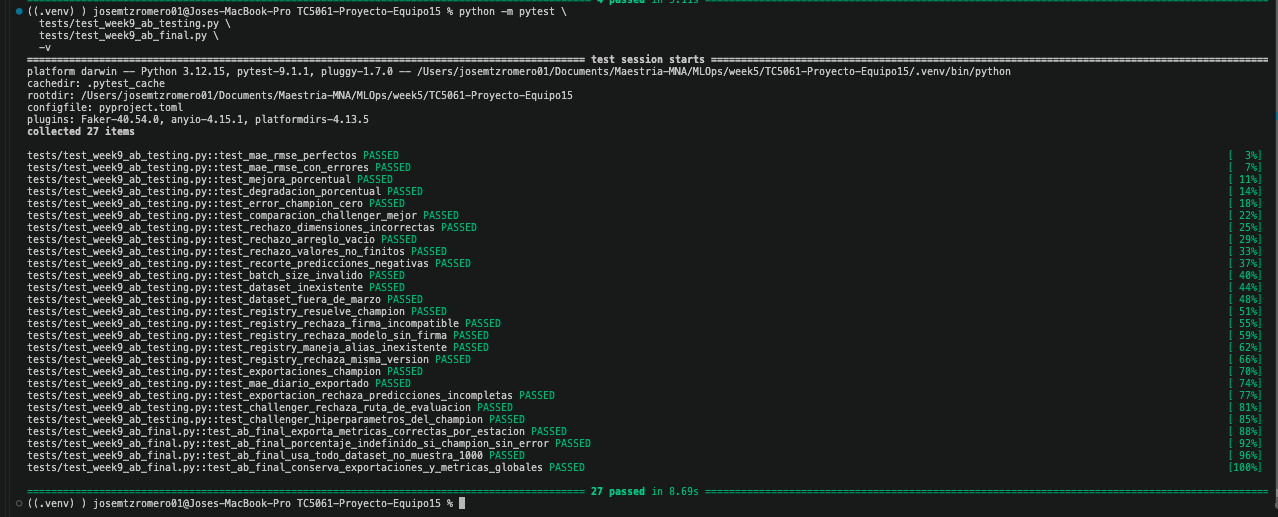 4 passed in 5.11s
((.venv) ) josemtzromero01@Joses-MacBook-Pro TC5061-Proyecto-Equipo15 % python -m pytest \
tests/test_week9_ab_testing.py \
tests/test_week9_ab_final.py \
-v
test session starts
platform darwin -- Python 3.12.15, pytest-9.1.1, pluggy-1.7.0 -- /Users/josemtzromero01/Documents/Maestria-MNA/MLOps/week5/TC5061-Proyecto-Equipo15/.venv/bin/python
cachedir: .pytest_cache
rootdir: /Users/josemtzromero01/Documents/Maestria-MNA/MLOps/week5/TC5061-Proyecto-Equipo15
configfile: pyproject.toml
plugins: Faker-40.54.0, anyio-4.15.1, platformdirs-4.13.5
collected 27 items
tests/test_week9_ab_testing.py::test_mae_rmse_perfectos PASSED [ 3%]
tests/test_week9_ab_testing.py::test_mae_rmse_con_errores PASSED [ 7%]
tests/test_week9_ab_testing.py::test_mejora_porcentual PASSED [ 11%]
tests/test_week9_ab_testing.py::test_degradacion_porcentual PASSED [ 14%]
tests/test_week9_ab_testing.py::test_error_champion_cero PASSED [ 18%]
tests/test_week9_ab_testing.py::test_comparacion_challenger_mejor PASSED [ 22%]
tests/test_week9_ab_testing.py::test_rechazo_dimensiones_incorrectas PASSED [ 25%]
tests/test_week9_ab_testing.py::test_rechazo_arreglo_vacio PASSED [ 29%]
tests/test_week9_ab_testing.py::test_rechazo_valores_no_finitos PASSED [ 33%]
tests/test_week9_ab_testing.py::test_recorte_predicciones_negativas PASSED [ 37%]
tests/test_week9_ab_testing.py::test_batch_size_invalido PASSED [ 40%]
tests/test_week9_ab_testing.py::test_dataset_inexistente PASSED [ 44%]
tests/test_week9_ab_testing.py::test_dataset_fuera_de_marzo PASSED [ 48%]
tests/test_week9_ab_testing.py::test_registry_resuelve_champion PASSED [ 51%]
tests/test_week9_ab_testing.py::test_registry_rechaza_firma_incompatible PASSED [ 55%]
tests/test_week9_ab_testing.py::test_registry_rechaza_modelo_sin_firma PASSED [ 59%]
tests/test_week9_ab_testing.py::test_registry_maneja_alias_inexistente PASSED [ 62%]
tests/test_week9_ab_testing.py::test_registry_rechaza_misma_version PASSED [ 66%]
tests/test_week9_ab_testing.py::test_exportaciones_champion PASSED [ 70%]
tests/test_week9_ab_testing.py::test_mae_diario_exportado PASSED [ 74%]
tests/test_week9_ab_testing.py::test_exportacion_rechaza_predicciones_incompletas PASSED [ 77%]
tests/test_week9_ab_testing.py::test_challenger_rechaza_ruta_de_evaluacion PASSED [ 81%]
tests/test_week9_ab_testing.py::test_challenger_hiperparametros_del_champion PASSED [ 85%]
tests/test_week9_ab_final.py::test_ab_final_exporta_metricas_correctas_por_estacion PASSED [ 88%]
tests/test_week9_ab_final.py::test_ab_final_porcentaje_indefinido_si_champion_sin_error PASSED [ 92%]
tests/test_week9_ab_final.py::test_ab_final_usa_todo_dataset_no_muestra_1000 PASSED [ 96%]
tests/test_week9_ab_final.py::test_ab_final_conserva_exportaciones_y_metricas_globales PASSED [100%]
27 passed in 8.69s
((.venv) ) josemtzromero01@Joses-MacBook-Pro TC5061-Proyecto-Equipo15 %